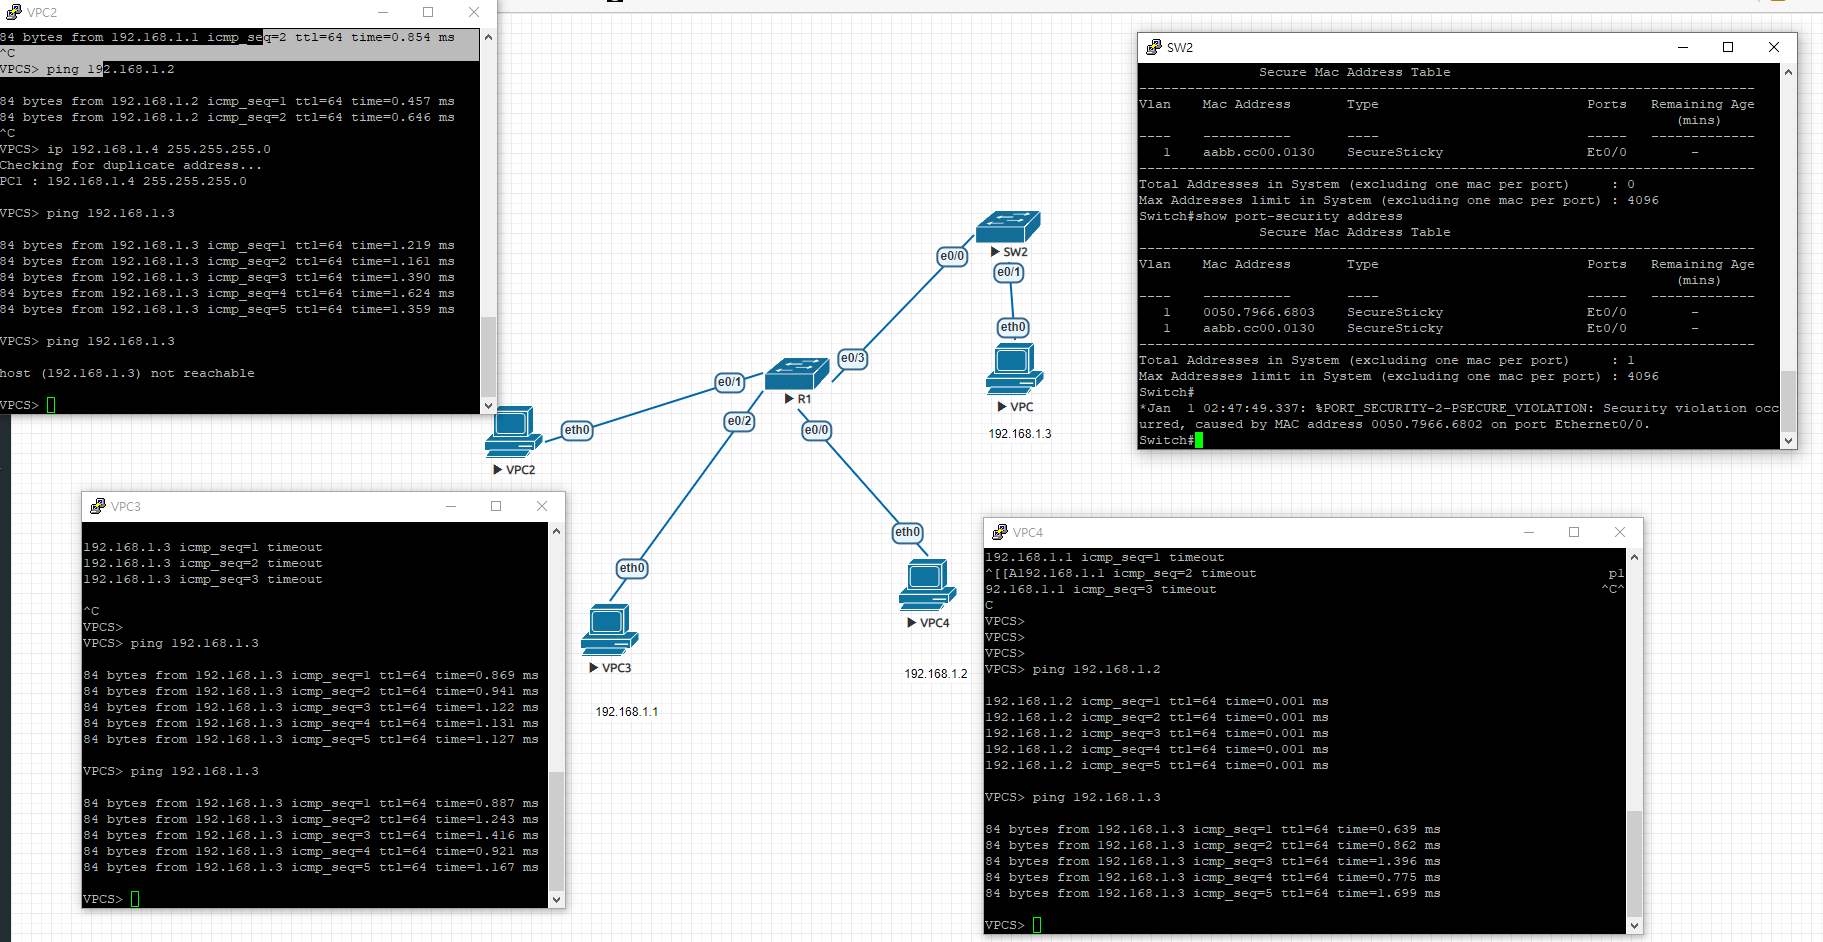 VPC2
84 bytes from 192.168.1.1 icmp_seq=2 ttl=64 time=0.854 ms
^C
VPCS> ping 192.168.1.2
84 bytes from 192.168.1.2 icmp_seq=1 ttl=64 time=0.457 ms
84 bytes from 192.168.1.2 icmp_seq=2 ttl=64 time=0.646 ms
^C
VPCS> ip 192.168.1.4 255.255.255.0
Checking for duplicate address...
PC1 : 192.168.1.4 255.255.255.0
VPCS> ping 192.168.1.3
84 bytes from 192.168.1.3 icmp_seq=1 ttl=64 time=1.219 ms
84 bytes from 192.168.1.3 icmp_seq=2 ttl=64 time=1.161 ms
84 bytes from 192.168.1.3 icmp_seq=3 ttl=64 time=1.390 ms
84 bytes from 192.168.1.3 icmp_seq=4 ttl=64 time=1.624 ms
84 bytes from 192.168.1.3 icmp_seq=5 ttl=64 time=1.359 ms
VPCS> ping 192.168.1.3
host (192.168.1.3) not reachable
VPCS>
SW2
Secure Mac Address Table
-----------------------------------------------------------------------------
Vlan Mac Address Type Ports Remaining Age
(mins)
---- ----------- ---- ----- -------------
1 aabb.cc00.0130 SecureSticky Et0/0 -
-----------------------------------------------------------------------------
Total Addresses in System (excluding one mac per port) : 0
Max Addresses limit in System (excluding one mac per port) : 4096
Switch#show port-security address
Secure Mac Address Table
-----------------------------------------------------------------------------
Vlan Mac Address Type Ports Remaining Age
(mins)
---- ----------- ---- ----- -------------
1 0050.7966.6803 SecureSticky Et0/0 -
1 aabb.cc00.0130 SecureSticky Et0/0 -
-----------------------------------------------------------------------------
Total Addresses in System (excluding one mac per port) : 1
Max Addresses limit in System (excluding one mac per port) : 4096
Switch#
*Jan 1 02:47:49.337: %PORT_SECURITY-2-PSECURE_VIOLATION: Security violation occ
urred, caused by MAC address 0050.7966.6802 on port Ethernet0/0.
Switch#
e0/0
SW2
e0/1
eth0
e0/3
e0/1
R1
VPC
e0/2
e0/0
eth0
192.168.1.3
VPC2
eth0
eth0
VPC4
VPC3
192.168.1.2
192.168.1.1
VPC3
192.168.1.3 icmp_seq=1 timeout
192.168.1.3 icmp_seq=2 timeout
192.168.1.3 icmp_seq=3 timeout
^C
VPCS>
VPCS> ping 192.168.1.3
84 bytes from 192.168.1.3 icmp_seq=1 ttl=64 time=0.869 ms
84 bytes from 192.168.1.3 icmp_seq=2 ttl=64 time=0.941 ms
84 bytes from 192.168.1.3 icmp_seq=3 ttl=64 time=1.122 ms
84 bytes from 192.168.1.3 icmp_seq=4 ttl=64 time=1.131 ms
84 bytes from 192.168.1.3 icmp_seq=5 ttl=64 time=1.127 ms
VPCS> ping 192.168.1.3
84 bytes from 192.168.1.3 icmp_seq=1 ttl=64 time=0.887 ms
84 bytes from 192.168.1.3 icmp_seq=2 ttl=64 time=1.243 ms
84 bytes from 192.168.1.3 icmp_seq=3 ttl=64 time=1.416 ms
84 bytes from 192.168.1.3 icmp_seq=4 ttl=64 time=0.921 ms
84 bytes from 192.168.1.3 icmp_seq=5 ttl=64 time=1.167 ms
VPCS>
VPC4
192.168.1.1 icmp_seq=1 timeout
^[[A192.168.1.1 icmp_seq=2 timeout p1
92.168.1.1 icmp_seq=3 timeout ^C^
C
VPCS>
VPCS>
VPCS>
VPCS> ping 192.168.1.2
192.168.1.2 icmp_seq=1 ttl=64 time=0.001 ms
192.168.1.2 icmp_seq=2 ttl=64 time=0.001 ms
192.168.1.2 icmp_seq=3 ttl=64 time=0.001 ms
192.168.1.2 icmp_seq=4 ttl=64 time=0.001 ms
192.168.1.2 icmp_seq=5 ttl=64 time=0.001 ms
VPCS> ping 192.168.1.3
84 bytes from 192.168.1.3 icmp_seq=1 ttl=64 time=0.639 ms
84 bytes from 192.168.1.3 icmp_seq=2 ttl=64 time=0.862 ms
84 bytes from 192.168.1.3 icmp_seq=3 ttl=64 time=1.396 ms
84 bytes from 192.168.1.3 icmp_seq=4 ttl=64 time=0.775 ms
84 bytes from 192.168.1.3 icmp_seq=5 ttl=64 time=1.699 ms
VPCS>